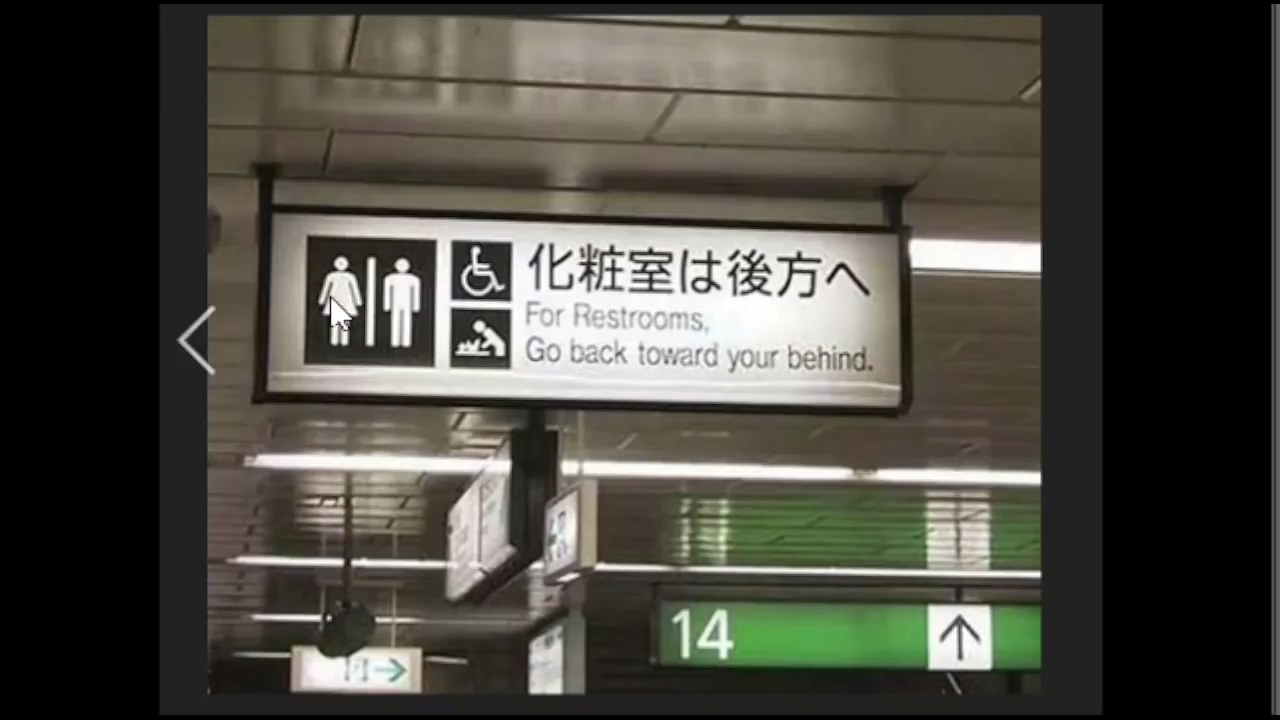 化粧室は後方へ
For Restrooms,
Go back toward your behind.
14